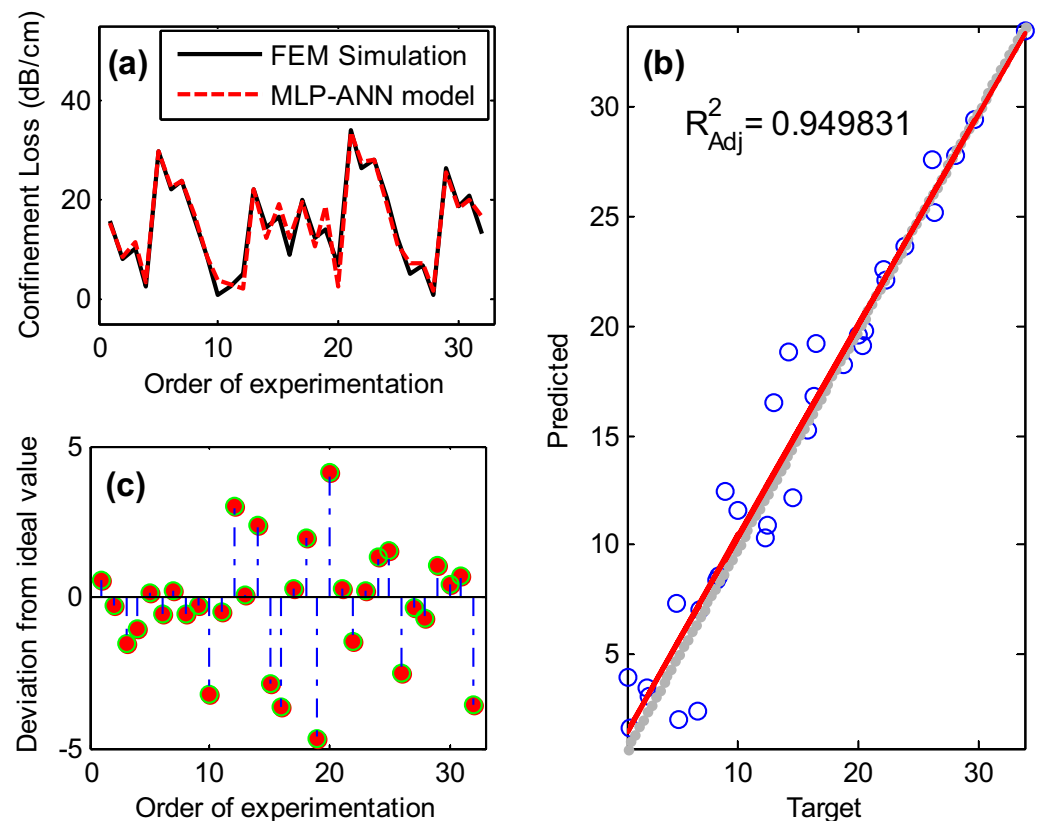 (a)
FEM Simulation
MLP-ANN model
Confinement Loss (dB/cm)
40
20
0
0 10 20 30
Order of experimentation
(b)
R²Adj = 0.949831
Predicted
30
25
20
15
10
5
10 20 30
Target
(c)
Deviation from ideal value
5
0
-5
0 10 20 30
Order of experimentation